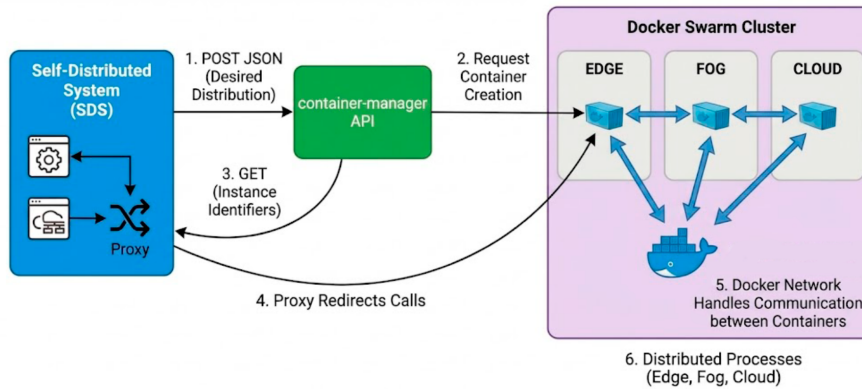 Self-Distributed
System
(SDS)
Proxy
1. POST JSON
(Desired
Distribution)
container-manager
API
2. Request
Container
Creation
3. GET
(Instance
Identifiers)
4. Proxy Redirects Calls
Docker Swarm Cluster
EDGE
FOG
CLOUD
5. Docker Network
Handles Communication
between Containers
6. Distributed Processes
(Edge, Fog, Cloud)